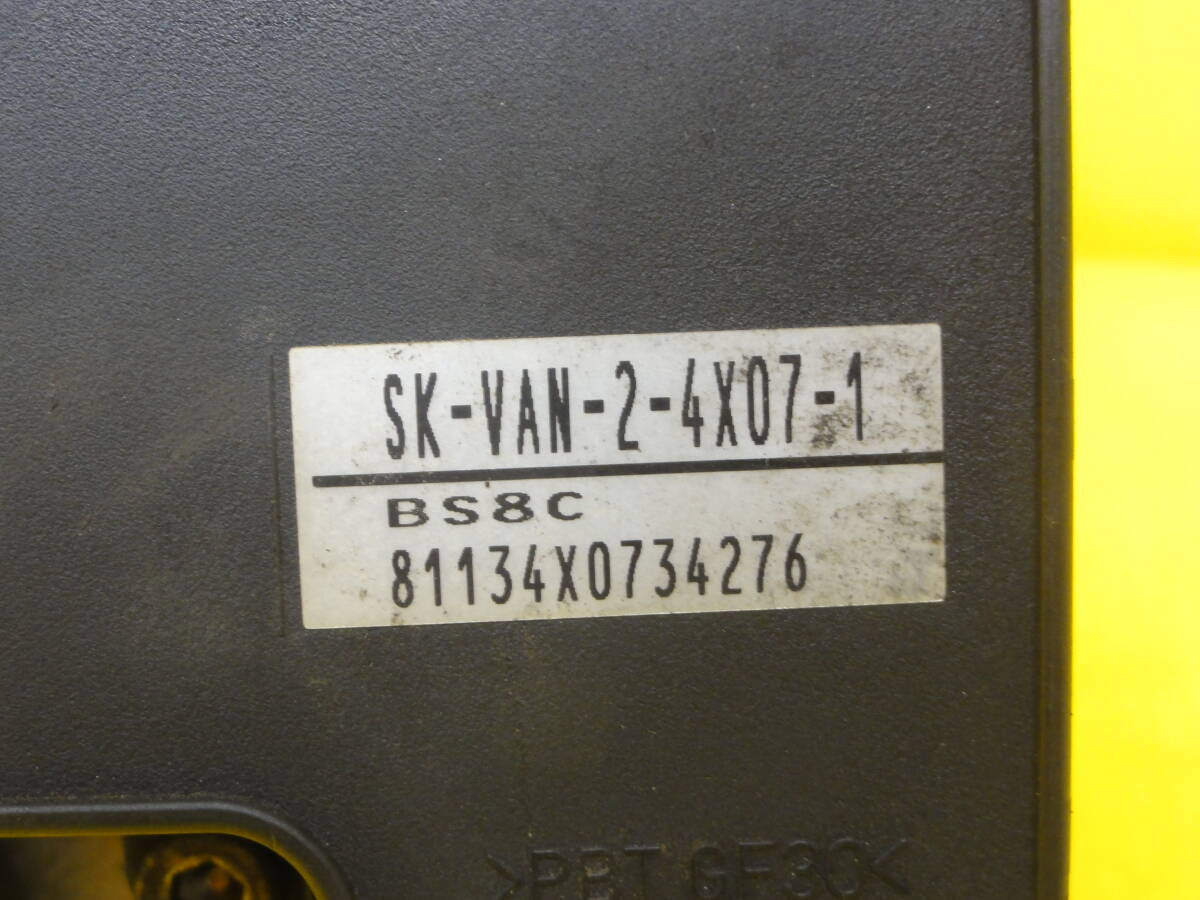 SK-VAN-2-4X07-1
BS8C
81134X0734276
>PBT GF30<